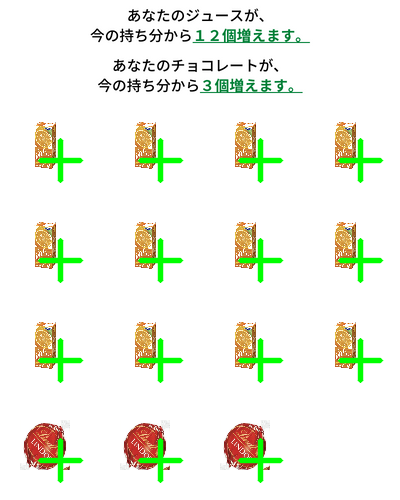 あなたのジュースが、
今の持ち分から１２個増えます。
あなたのチョコレートが、
今の持ち分から３個増えます。